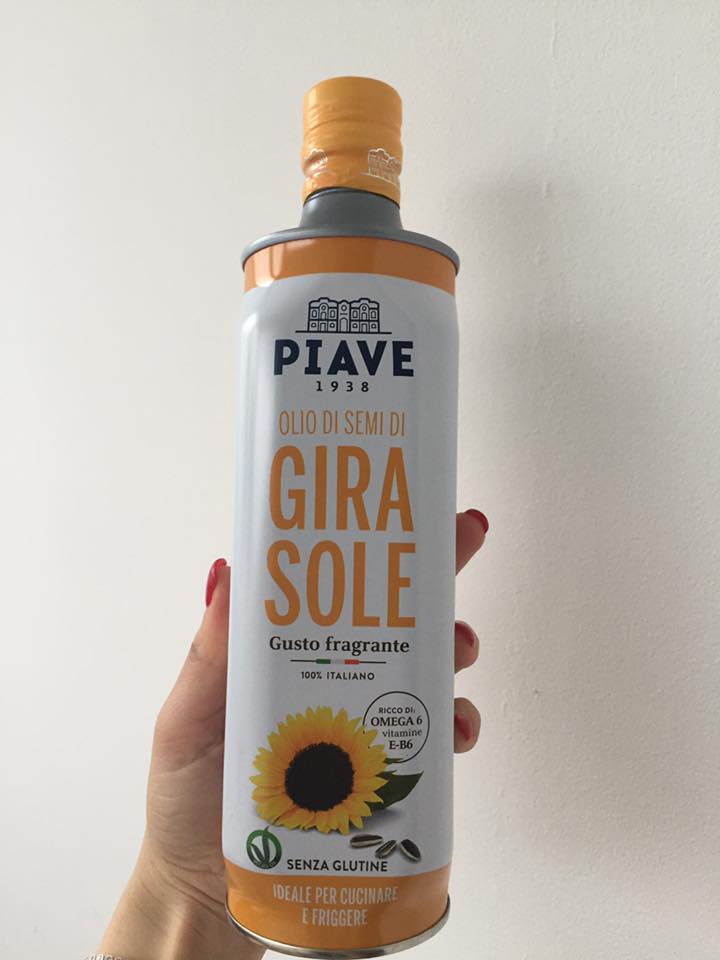 PIAVE
1938
OLIO DI SEMI DI
GIRA
SOLE
Gusto fragrante
100% ITALIANO
RICCO DI:
OMEGA 6
vitamine
E-B6
SENZA GLUTINE
IDEALE PER CUCINARE
E FRIGGERE